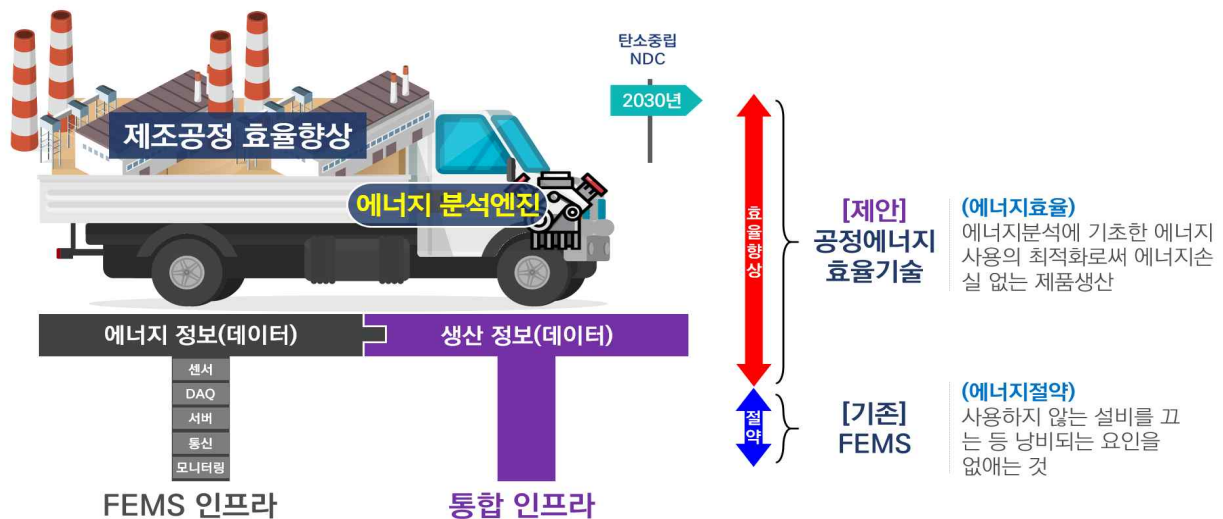 탄소중립
NDC
2030년
제조공정 효율향상
에너지 분석엔진
에너지 정보(데이터)
생산 정보(데이터)
센서
DAQ
서버
통신
모니터링
FEMS 인프라
통합 인프라
효율향상
절약
[제안]
공정에너지
효율기술
(에너지효율)
에너지분석에 기초한 에너지
사용의 최적화로써 에너지손
실 없는 제품생산
[기존]
FEMS
(에너지절약)
사용하지 않는 설비를 끄
는 등 낭비되는 요인을
없애는 것